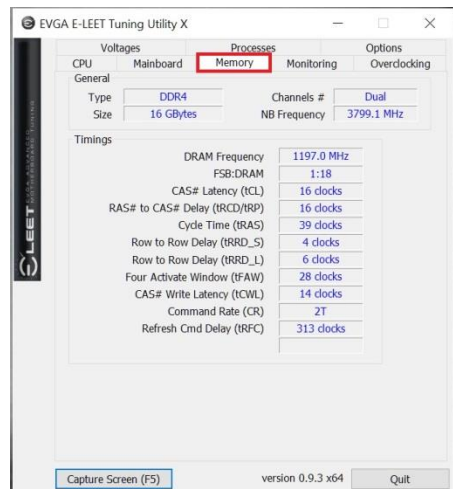 EVGA E-LEET Tuning Utility X
Voltages Processes Options
CPU Mainboard Memory Monitoring Overclocking
General
Type DDR4 Channels # Dual
Size 16 GBytes NB Frequency 3799.1 MHz
Timings
DRAM Frequency 1197.0 MHz
FSB:DRAM 1:18
CAS# Latency (tCL) 16 clocks
RAS# to CAS# Delay (tRCD/tRP) 16 clocks
Cycle Time (tRAS) 39 clocks
Row to Row Delay (tRRD_S) 4 clocks
Row to Row Delay (tRRD_L) 6 clocks
Four Activate Window (tFAW) 28 clocks
CAS# Write Latency (tCWL) 14 clocks
Command Rate (CR) 2T
Refresh Cmd Delay (tRFC) 313 clocks
ELEET
EVGA ADVANCED
MOTHERBOARD TUNING
Capture Screen (F5) version 0.9.3 x64 Quit